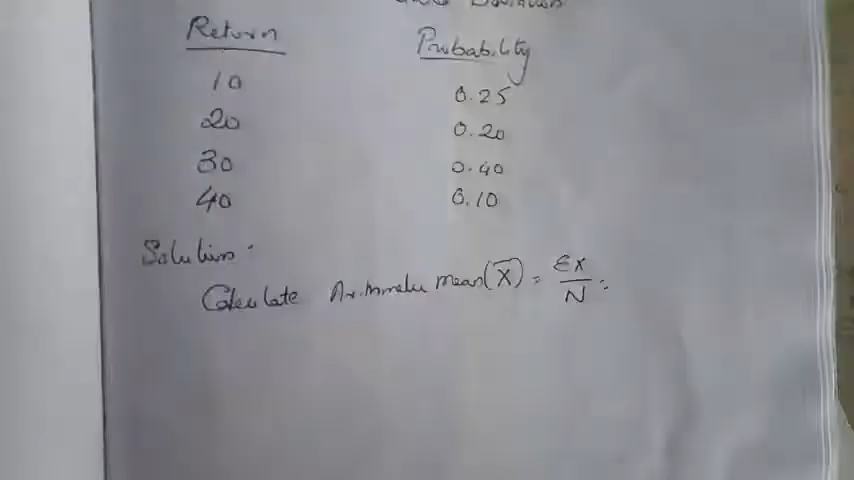 Return Probability
10 0.25
20 0.20
30 0.40
40 0.10
Solution:
Calculate Arithmetic mean (X̄) = ΣX / N =